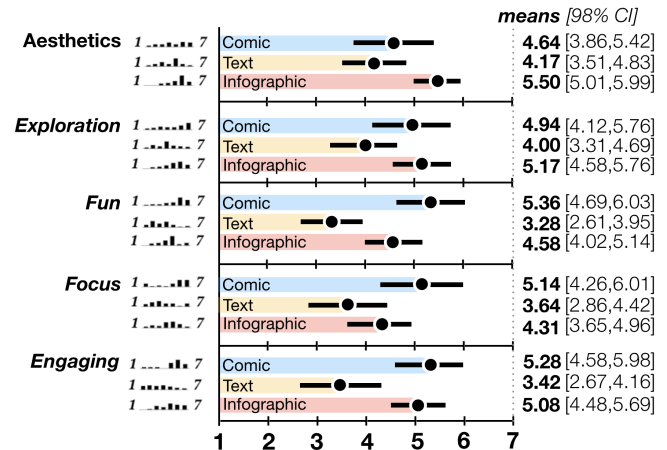 means [98% CI]
Aesthetics 1 7 Comic 4.64 [3.86,5.42]
1 7 Text 4.17 [3.51,4.83]
1 7 Infographic 5.50 [5.01,5.99]
Exploration 1 7 Comic 4.94 [4.12,5.76]
1 7 Text 4.00 [3.31,4.69]
1 7 Infographic 5.17 [4.58,5.76]
Fun 1 7 Comic 5.36 [4.69,6.03]
1 7 Text 3.28 [2.61,3.95]
1 7 Infographic 4.58 [4.02,5.14]
Focus 1 7 Comic 5.14 [4.26,6.01]
1 7 Text 3.64 [2.86,4.42]
1 7 Infographic 4.31 [3.65,4.96]
Engaging 1 7 Comic 5.28 [4.58,5.98]
1 7 Text 3.42 [2.67,4.16]
1 7 Infographic 5.08 [4.48,5.69]
1 2 3 4 5 6 7